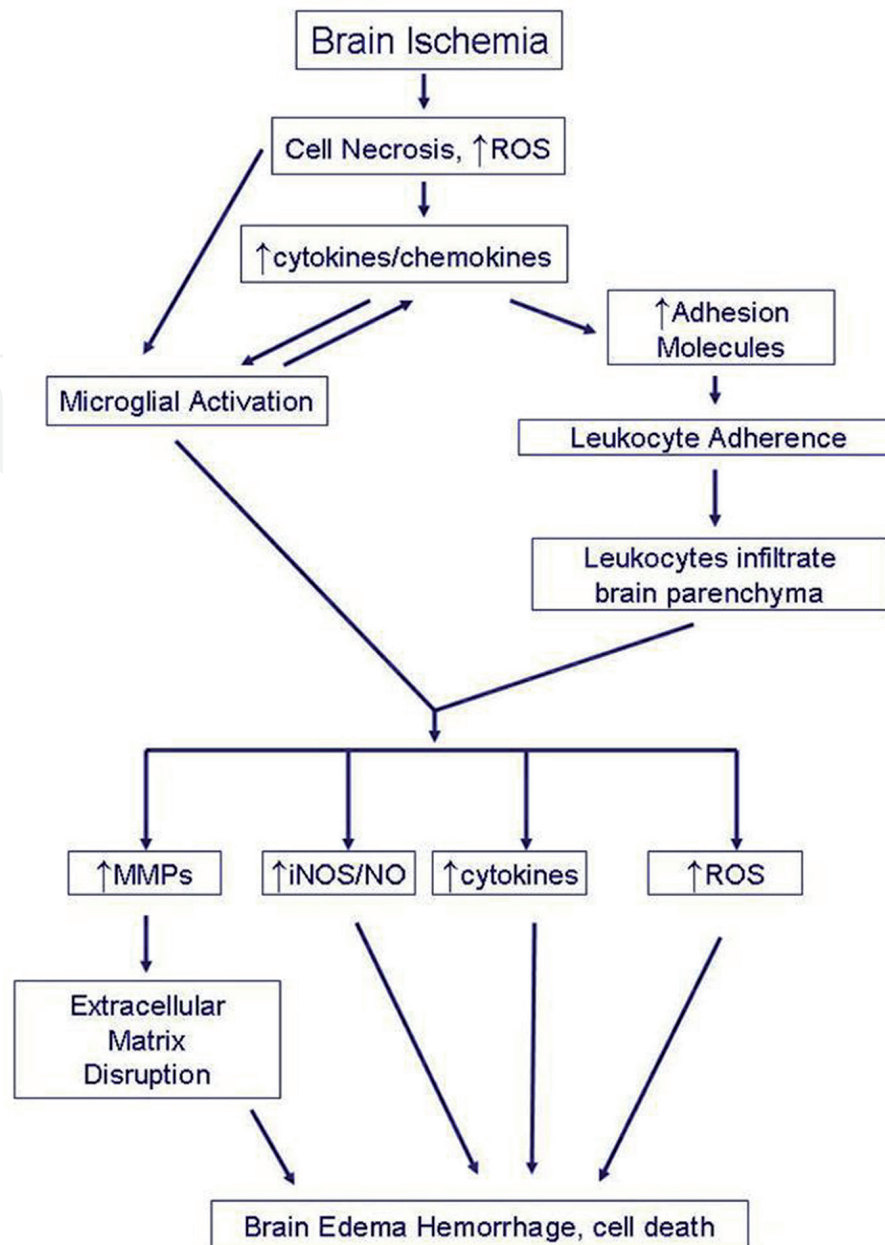 Brain Ischemia
Cell Necrosis, ↑ROS
↑cytokines/chemokines
↑Adhesion
Molecules
Microglial Activation
Leukocyte Adherence
Leukocytes infiltrate
brain parenchyma
↑MMPs
↑iNOS/NO
↑cytokines
↑ROS
Extracellular
Matrix
Disruption
Brain Edema Hemorrhage, cell death